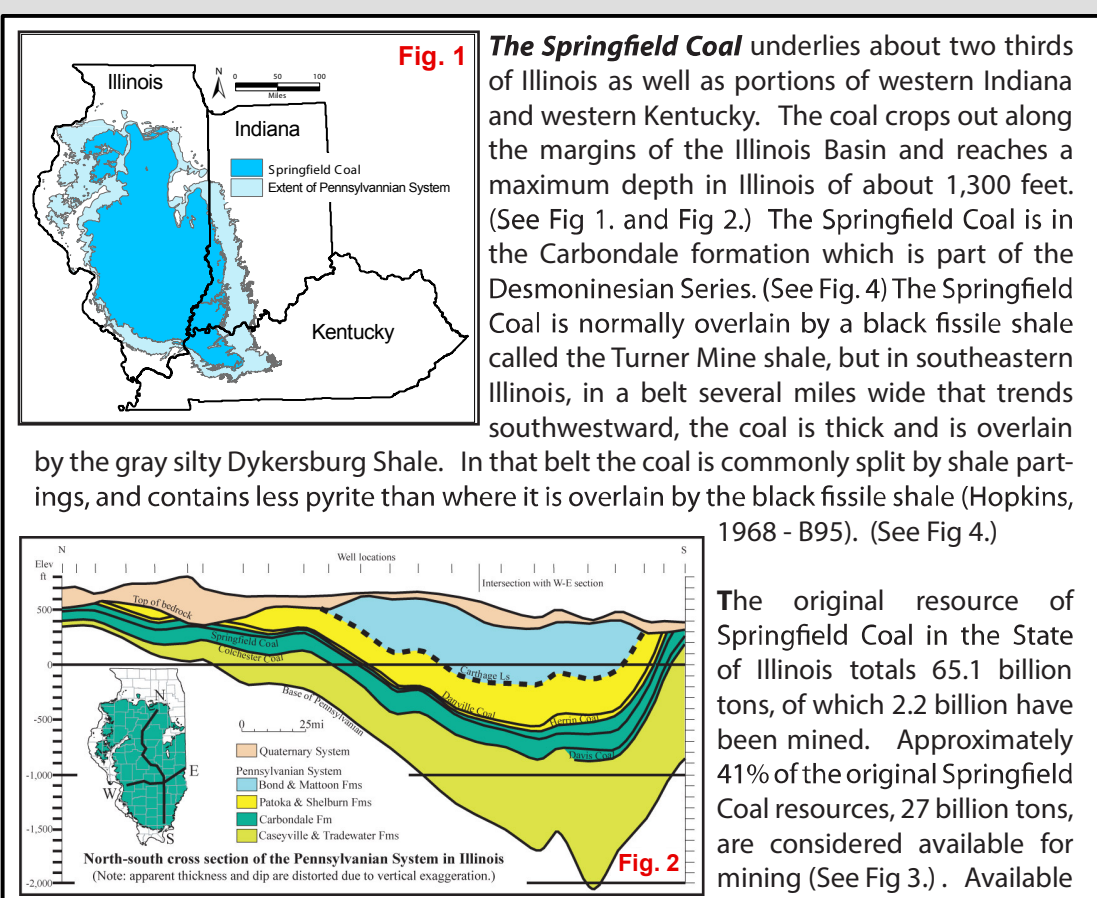 Fig. 1
Illinois
N
0 50 100
Miles
Indiana
Springfield Coal
Extent of Pennsylvannian System
Kentucky
The Springfield Coal underlies about two thirds
of Illinois as well as portions of western Indiana
and western Kentucky. The coal crops out along
the margins of the Illinois Basin and reaches a
maximum depth in Illinois of about 1,300 feet.
(See Fig 1. and Fig 2.) The Springfield Coal is in
the Carbondale formation which is part of the
Desmoninesian Series. (See Fig. 4) The Springfield
Coal is normally overlain by a black fissile shale
called the Turner Mine shale, but in southeastern
Illinois, in a belt several miles wide that trends
southwestward, the coal is thick and is overlain
by the gray silty Dykersburg Shale. In that belt the coal is commonly split by shale part-
ings, and contains less pyrite than where it is overlain by the black fissile shale (Hopkins,
1968 - B95). (See Fig 4.)
The original resource of
Springfield Coal in the State
of Illinois totals 65.1 billion
tons, of which 2.2 billion have
been mined. Approximately
41% of the original Springfield
Coal resources, 27 billion tons,
are considered available for
mining (See Fig 3.) . Available
N
S
Elev
ft
Well locations
Intersection with W-E section
500
0
-500
-1,000
-1,500
-2,000
Top of bedrock
Springfield Coal
Colchester Coal
Base of Pennsylvanian
Carthage Ls
Danville Coal
Herrin Coal
Davis Coal
N
E
W
S
0 25mi
Quaternary System
Pennsylvanian System
Bond & Mattoon Fms
Patoka & Shelburn Fms
Carbondale Fm
Caseyville & Tradewater Fms
North-south cross section of the Pennsylvanian System in Illinois
(Note: apparent thickness and dip are distorted due to vertical exaggeration.)
Fig. 2